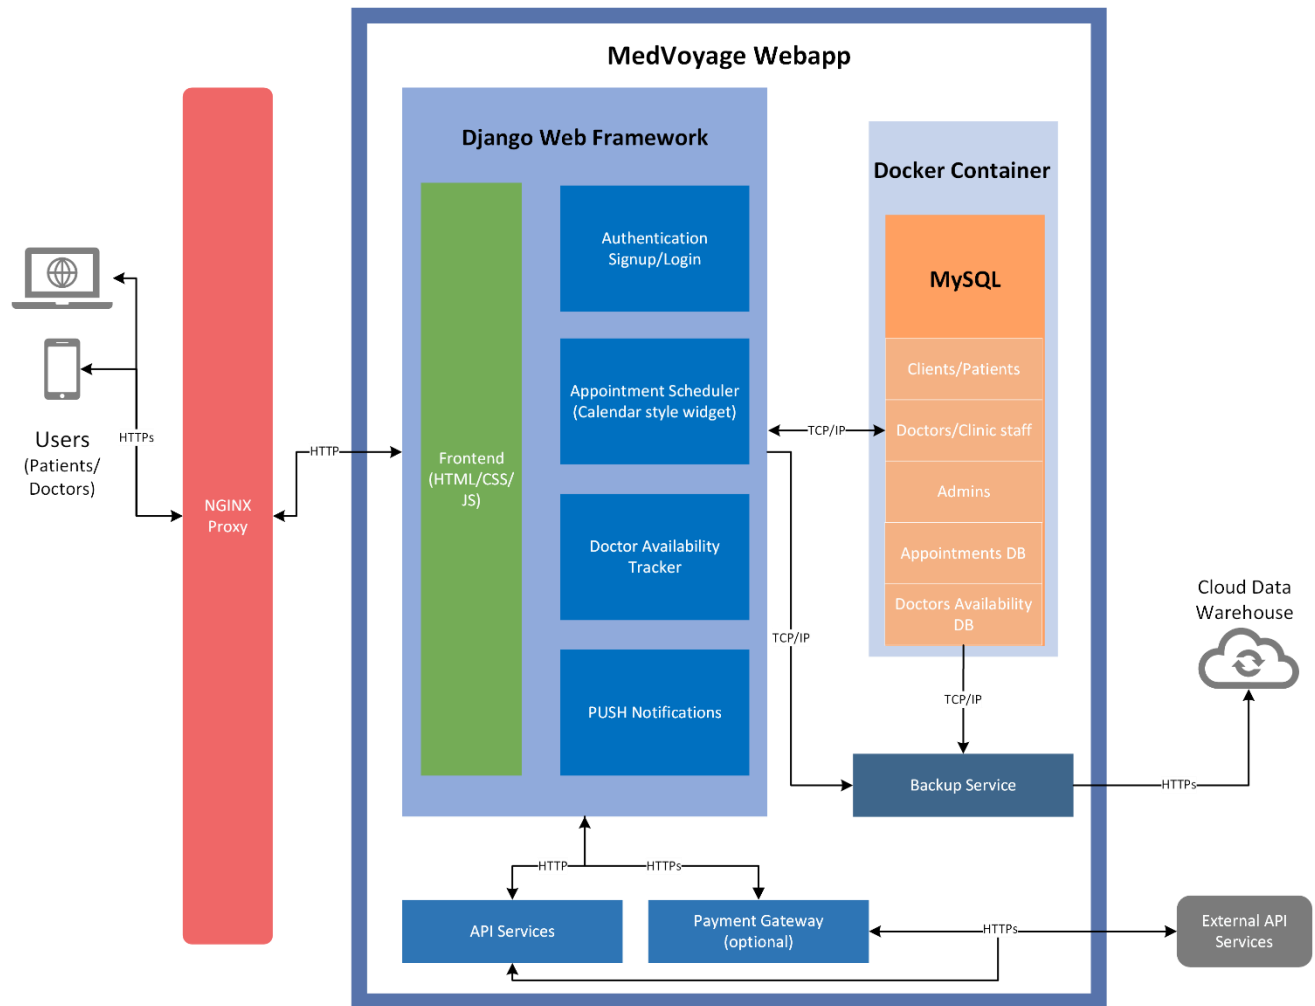 MedVoyage Webapp
Django Web Framework
Docker Container
Authentication
Signup/Login
MySQL
Clients/Patients
Appointment Scheduler
(Calendar style widget)
TCP/IP
Doctors/Clinic staff
Users
(Patients/
Doctors)
HTTPs
HTTP
Frontend
(HTML/CSS/
JS)
NGINX
Proxy
Admins
Doctor Availability
Tracker
Appointments DB
Doctors Availability
DB
Cloud Data
Warehouse
TCP/IP
PUSH Notifications
TCP/IP
Backup Service
HTTPs
HTTP
HTTPs
API Services
Payment Gateway
(optional)
HTTPs
External API
Services